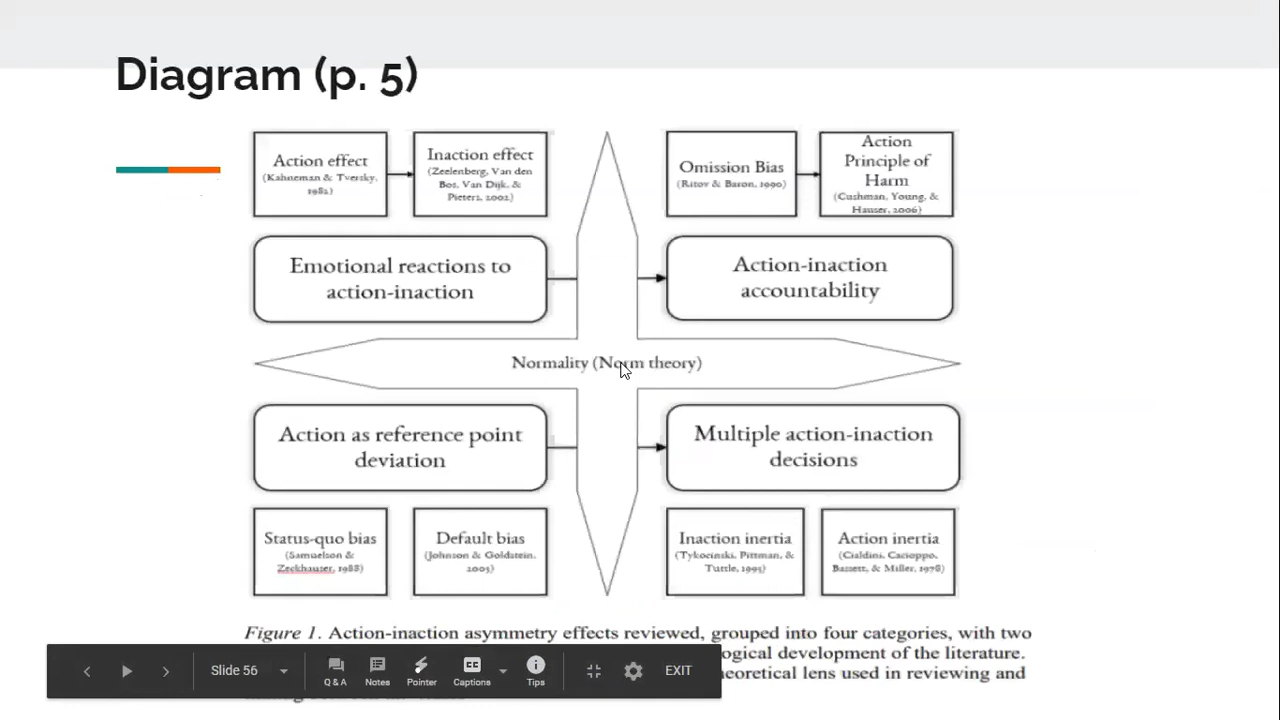 Diagram (p. 5)
Action effect
(Kahneman & Tversky,
1982)
Inaction effect
(Zeelenberg, Van den
Bos, Van Dijk, &
Pieters, 2002)
Omission Bias
(Ritov & Baron, 1990)
Action
Principle of
Harm
(Cushman, Young, &
Hauser, 2006)
Emotional reactions to
action-inaction
Action-inaction
accountability
Normality (Norm theory)
Action as reference point
deviation
Multiple action-inaction
decisions
Status-quo bias
(Samuelson &
Zeckhauser, 1988)
Default bias
(Johnson & Goldstein,
2003)
Inaction inertia
(Tykocinski, Pittman, &
Tuttle, 1995)
Action inertia
(Cialdini, Cacioppo,
Bassett, & Miller, 1978)
Figure 1. Action-inaction asymmetry effects reviewed, grouped into four categories, with two
ogical development of the literature.
eoretical lens used in reviewing and
Slide 56
Q & A
Notes
Pointer
Captions
Tips
EXIT
CC